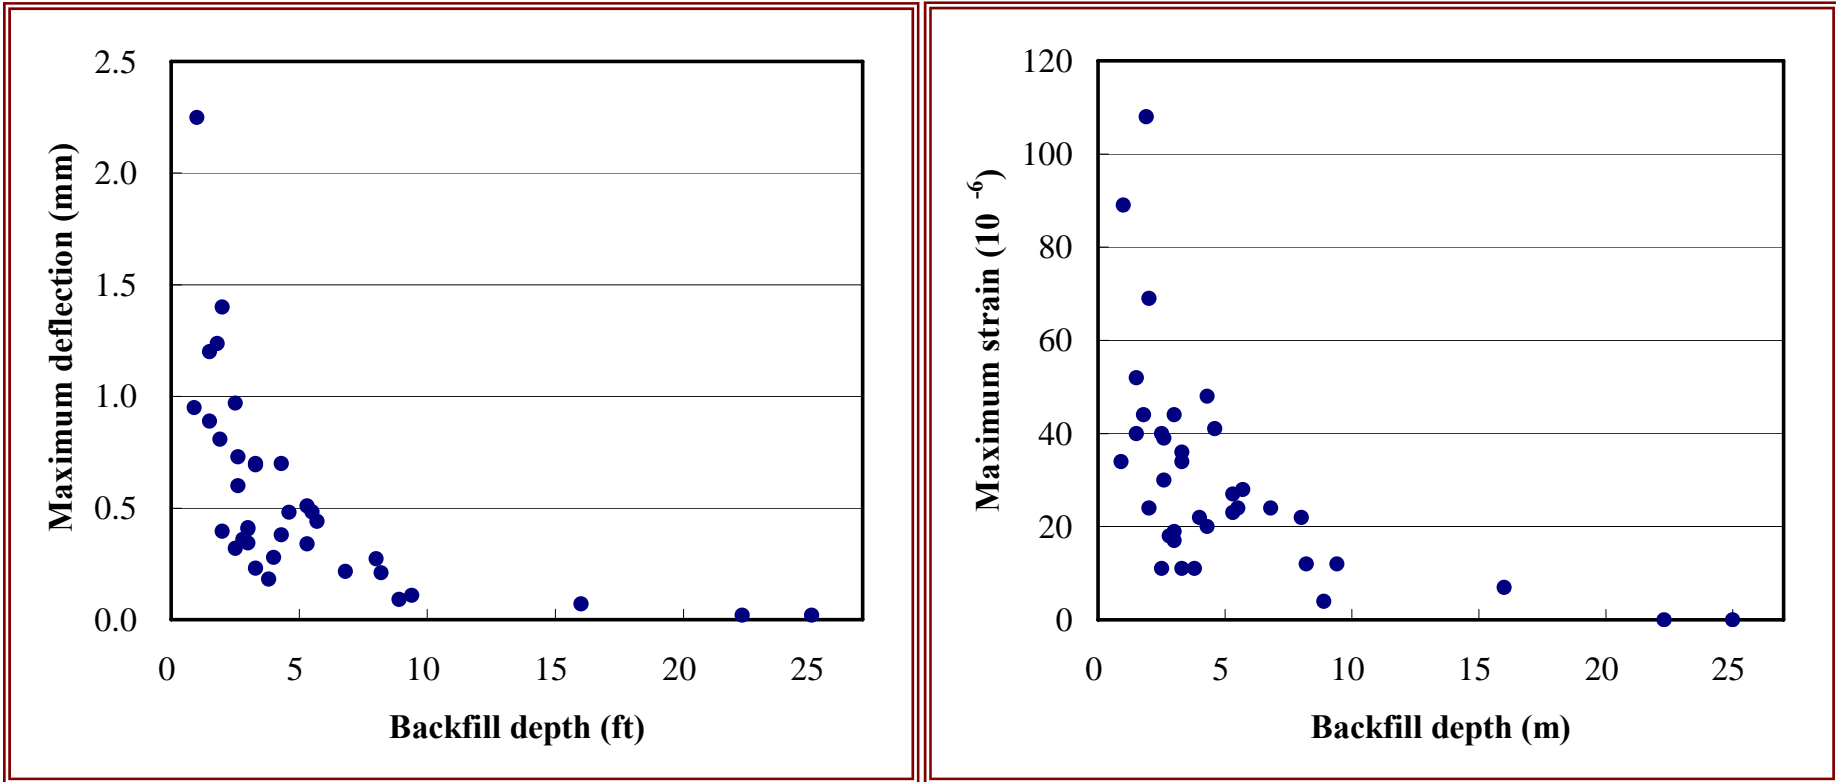 2.5
2.0
1.5
1.0
0.5
0.0
Maximum deflection (mm)
0 5 10 15 20 25
Backfill depth (ft)
120
100
80
60
40
20
0
Maximum strain (10 -6)
0 5 10 15 20 25
Backfill depth (m)